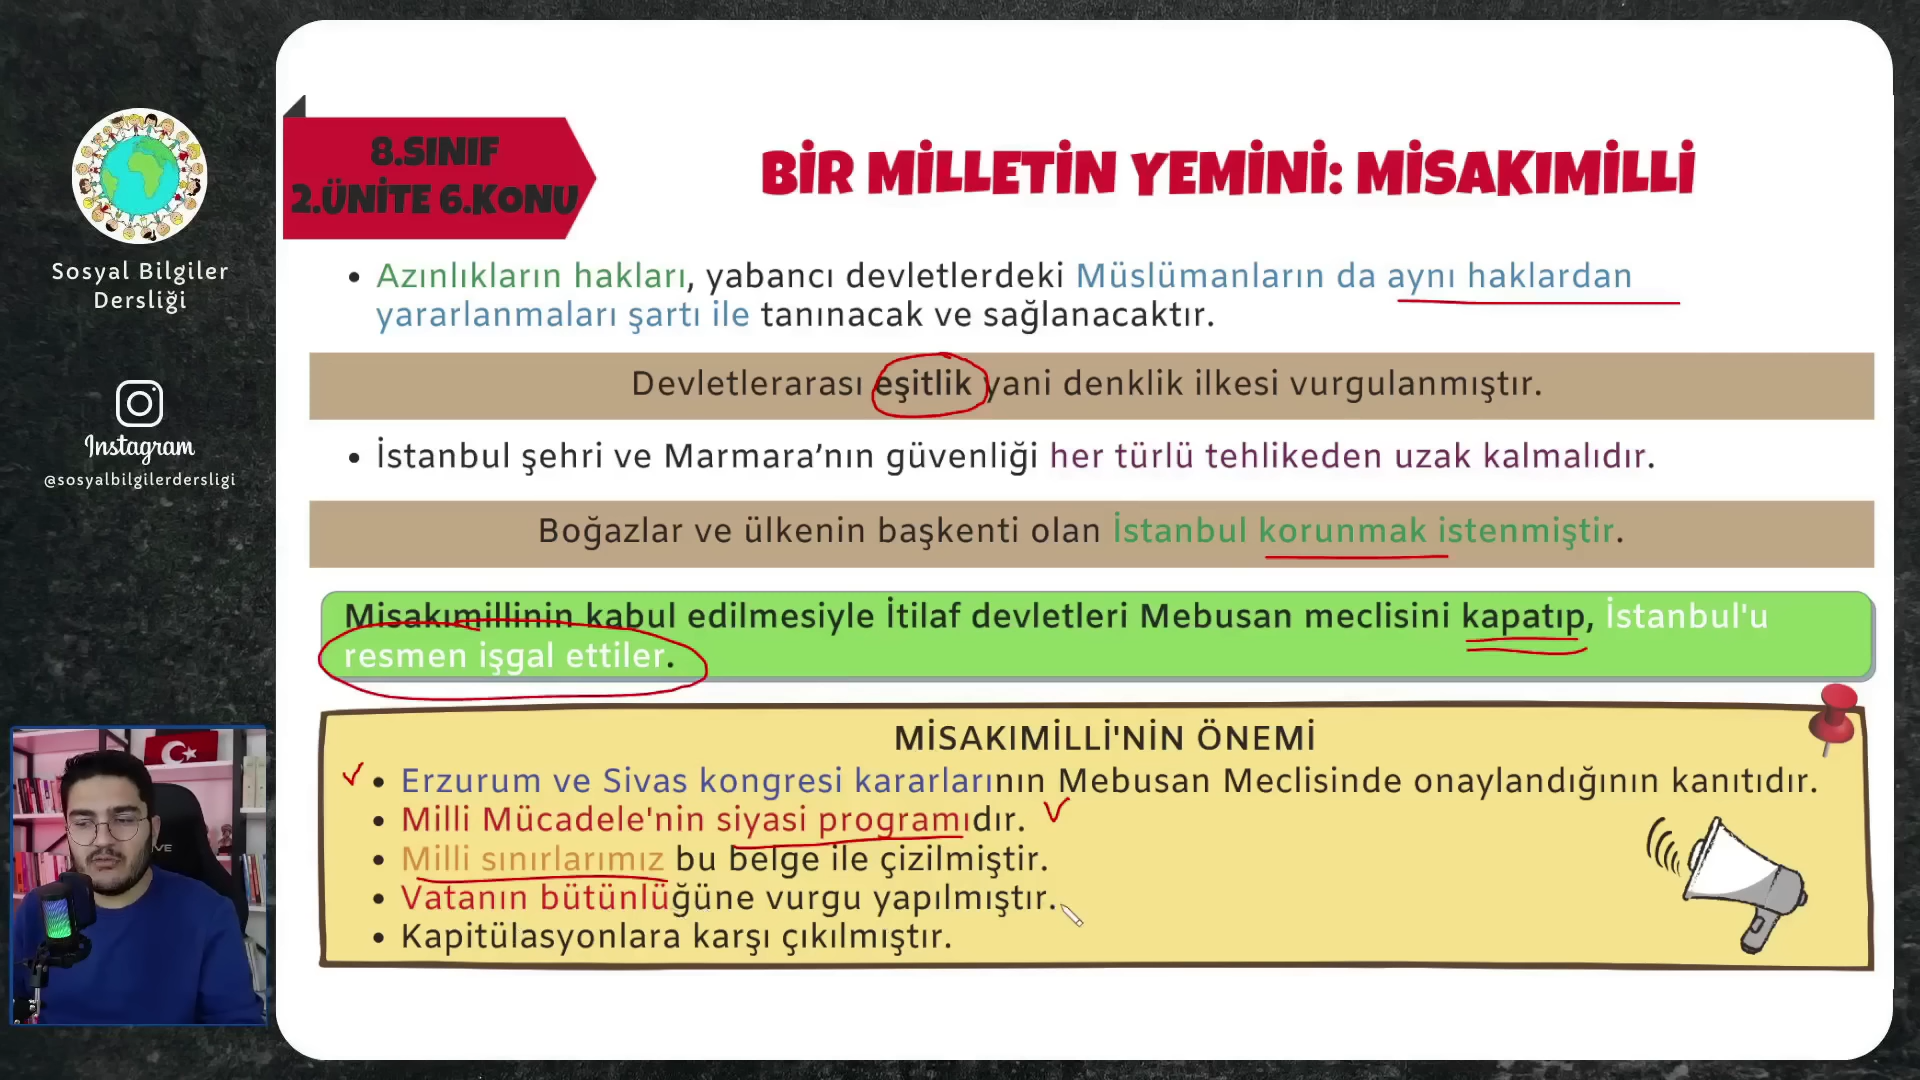 8.SINIF
2.ÜNİTE 6.KONU
BİR MİLLETİN YEMİNİ: MİSAKIMİLLİ
Sosyal Bilgiler
Dersliği
Instagram
@sosyalbilgilerdersligi
• Azınlıkların hakları, yabancı devletlerdeki Müslümanların da aynı haklardan
yararlanmaları şartı ile tanınacak ve sağlanacaktır.
Devletlerarası eşitlik yani denklik ilkesi vurgulanmıştır.
• İstanbul şehri ve Marmara’nın güvenliği her türlü tehlikeden uzak kalmalıdır.
Boğazlar ve ülkenin başkenti olan İstanbul korunmak istenmiştir.
Misakımillinin kabul edilmesiyle İtilaf devletleri Mebusan meclisini kapatıp, İstanbul'u
resmen işgal ettiler.
MİSAKIMİLLİ'NİN ÖNEMİ
• Erzurum ve Sivas kongresi kararlarının Mebusan Meclisinde onaylandığının kanıtıdır.
• Milli Mücadele'nin siyasi programıdır.
• Milli sınırlarımız bu belge ile çizilmiştir.
• Vatanın bütünlüğüne vurgu yapılmıştır.
• Kapitülasyonlara karşı çıkılmıştır.